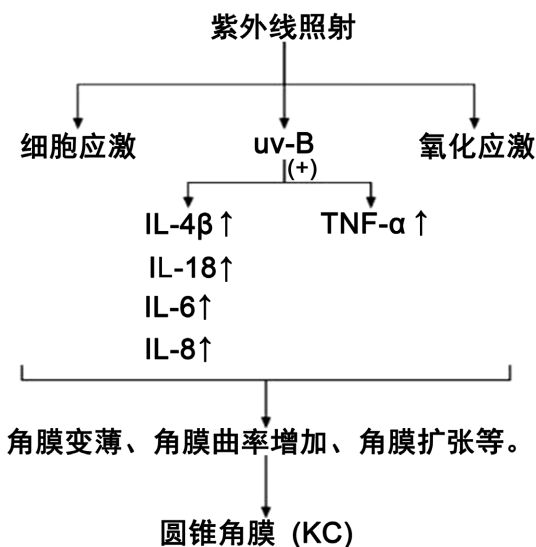 紫外线照射
细胞应激 uv-B 氧化应激
(+)
IL-4β↑ TNF-α↑
IL-18↑
IL-6↑
IL-8↑
角膜变薄、角膜曲率增加、角膜扩张等。
圆锥角膜 (KC)